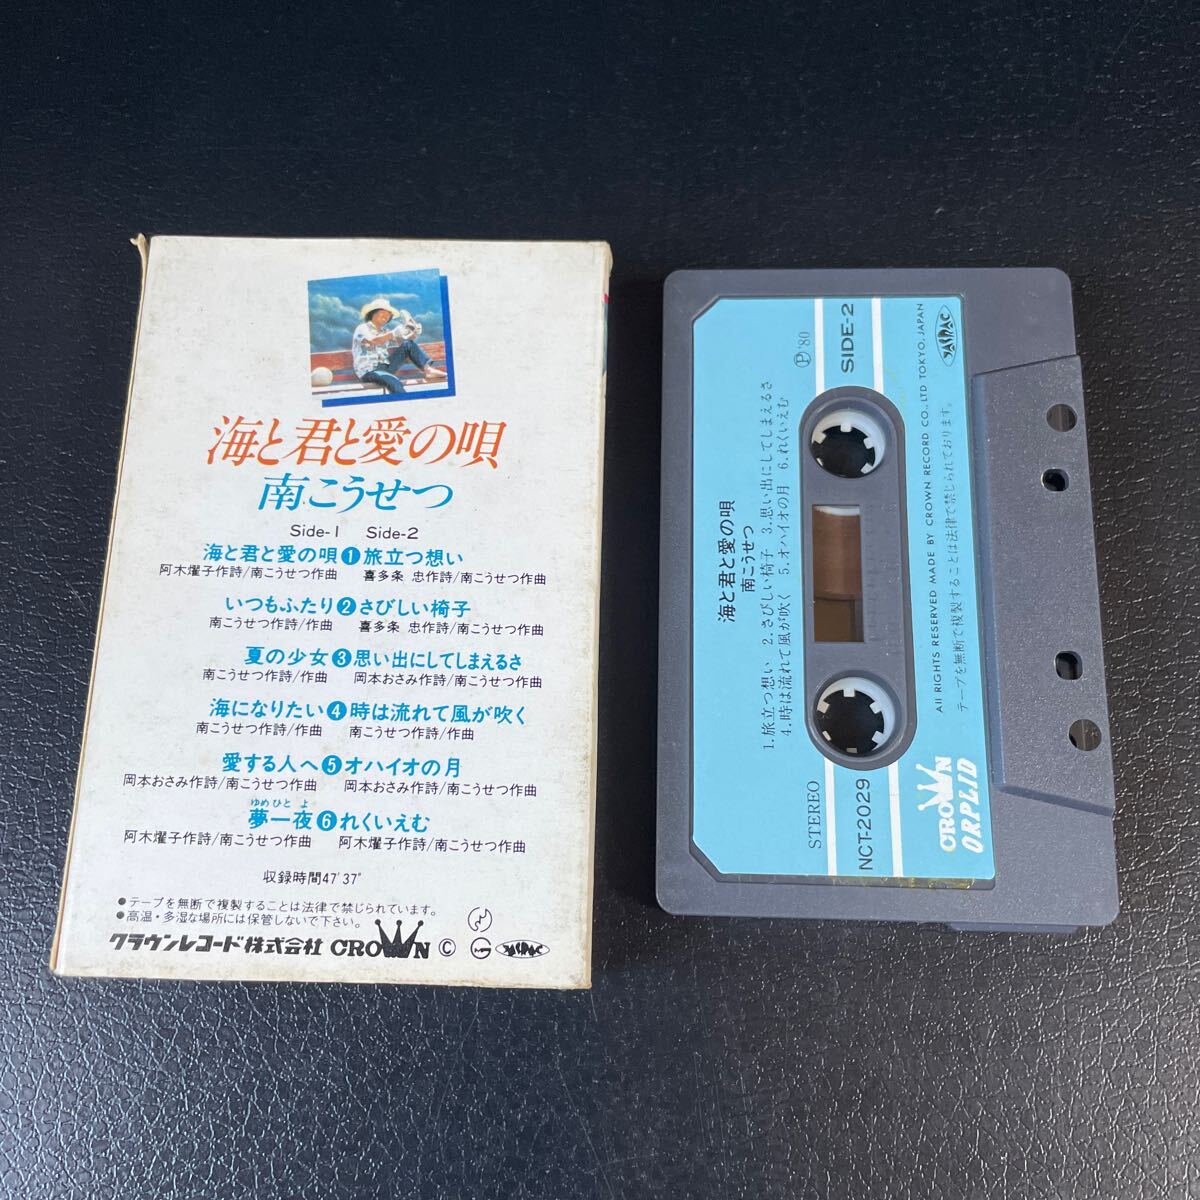 海と君と愛の唄
南こうせつ
Side-1 Side-2
海と君と愛の唄 1 旅立つ想い
阿木燿子作詩/南こうせつ作曲 喜多条 忠作詩/南こうせつ作曲
いつもふたり 2 さびしい椅子
南こうせつ作詩/作曲 喜多条 忠作詩/南こうせつ作曲
夏の少女 3 思い出にしてしまえるさ
南こうせつ作詩/作曲 岡本おさみ作詩/南こうせつ作曲
海になりたい 4 時は流れて風が吹く
南こうせつ作詩/作曲 南こうせつ作詩/作曲
愛する人へ 5 オハイオの月
岡本おさみ作詩/南こうせつ作曲 岡本おさみ作詩/南こうせつ作曲
ゆめ ひと よ
夢一夜 6 れくいえむ
阿木燿子作詩/南こうせつ作曲 阿木燿子作詩/南こうせつ作曲
収録時間47'37"
●テープを無断で複製することは法律で禁じられています。
●高温・多湿な場所には保管しないで下さい。
クラウンレコード株式会社 CROWN © JASRAC
STEREO Ⓟ'80
NCT-2029 SIDE-2
海と君と愛の唄
南こうせつ
1.旅立つ想い 2.さびしい椅子 3.思い出にしてしまえるさ
4.時は流れて風が吹く 5.オハイオの月 6.れくいえむ
CROWN
ORPLID
All RIGHTS RESERVED MADE BY CROWN RECORD CO., LTD TOKYO, JAPAN
テープを無断で複製することは法律で禁じられております。
JASRAC